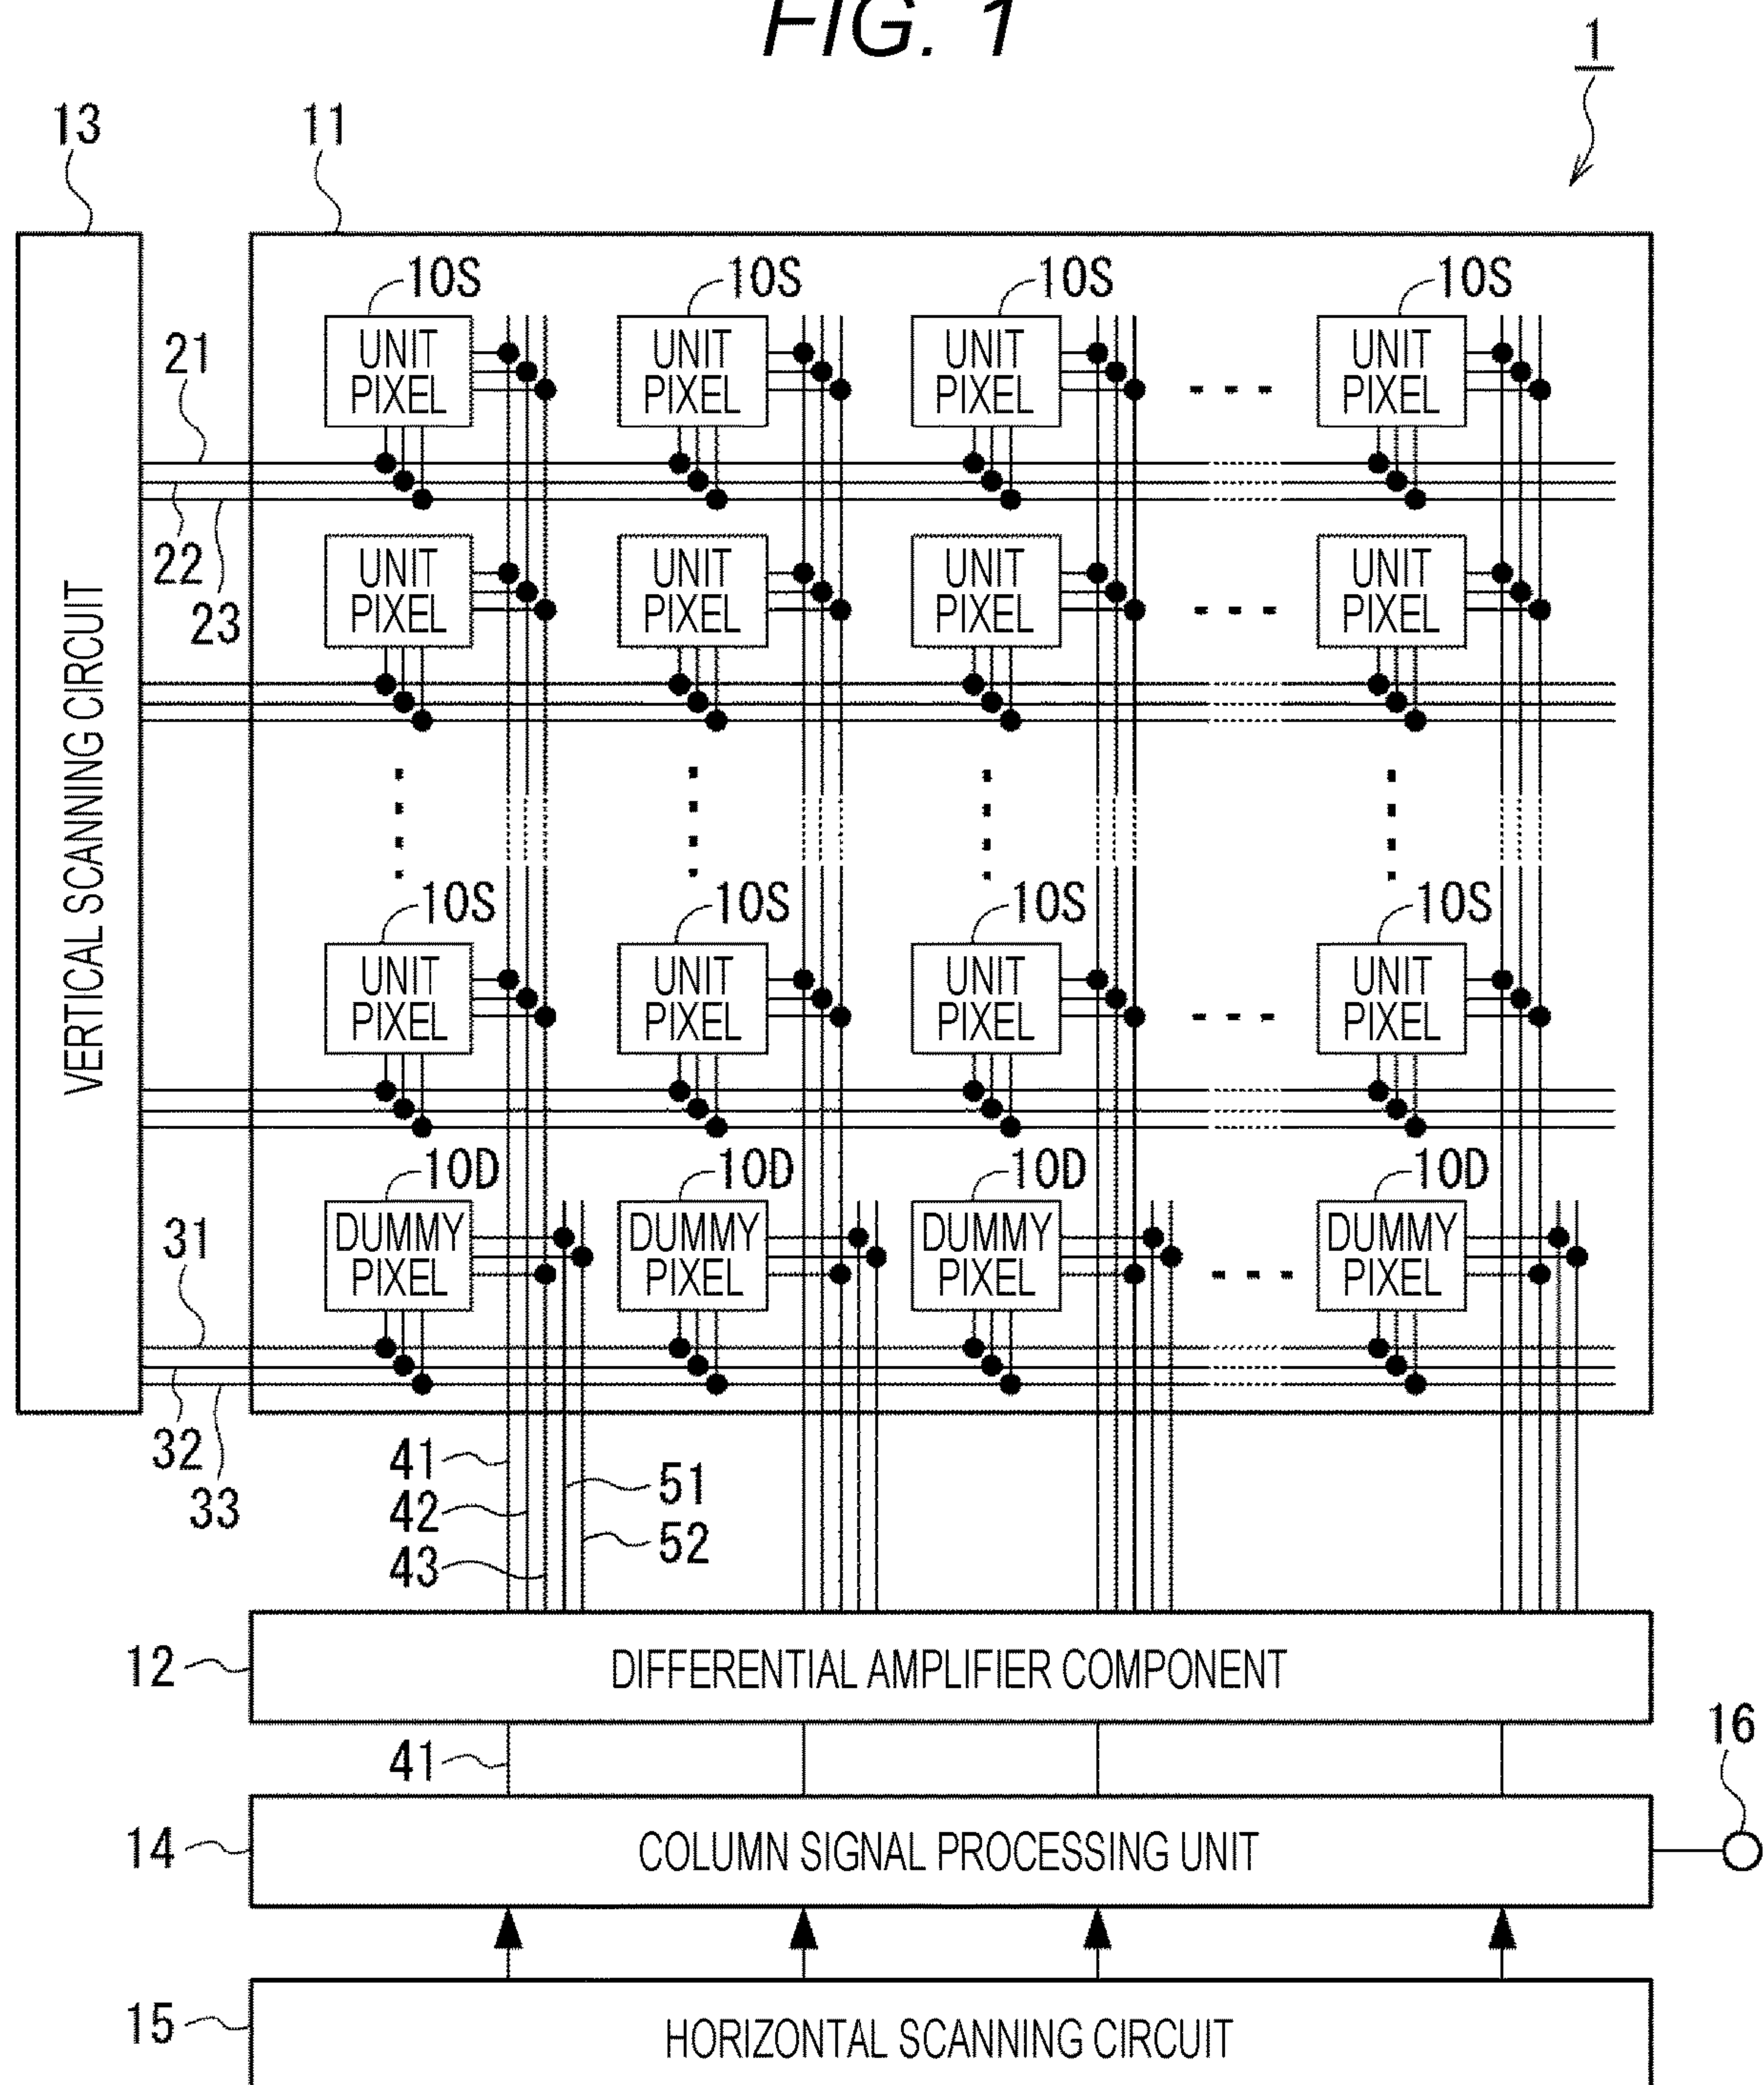 FIG. 1
1
13
11
10S 10S 10S 10S
UNIT PIXEL UNIT PIXEL UNIT PIXEL UNIT PIXEL
21
22
23
UNIT PIXEL UNIT PIXEL UNIT PIXEL UNIT PIXEL
VERTICAL SCANNING CIRCUIT
10S 10S 10S 10S
UNIT PIXEL UNIT PIXEL UNIT PIXEL UNIT PIXEL
10D 10D 10D 10D
DUMMY PIXEL DUMMY PIXEL DUMMY PIXEL DUMMY PIXEL
31
32
33
41
42
43
51
52
12
DIFFERENTIAL AMPLIFIER COMPONENT
41
16
14
COLUMN SIGNAL PROCESSING UNIT
15
HORIZONTAL SCANNING CIRCUIT